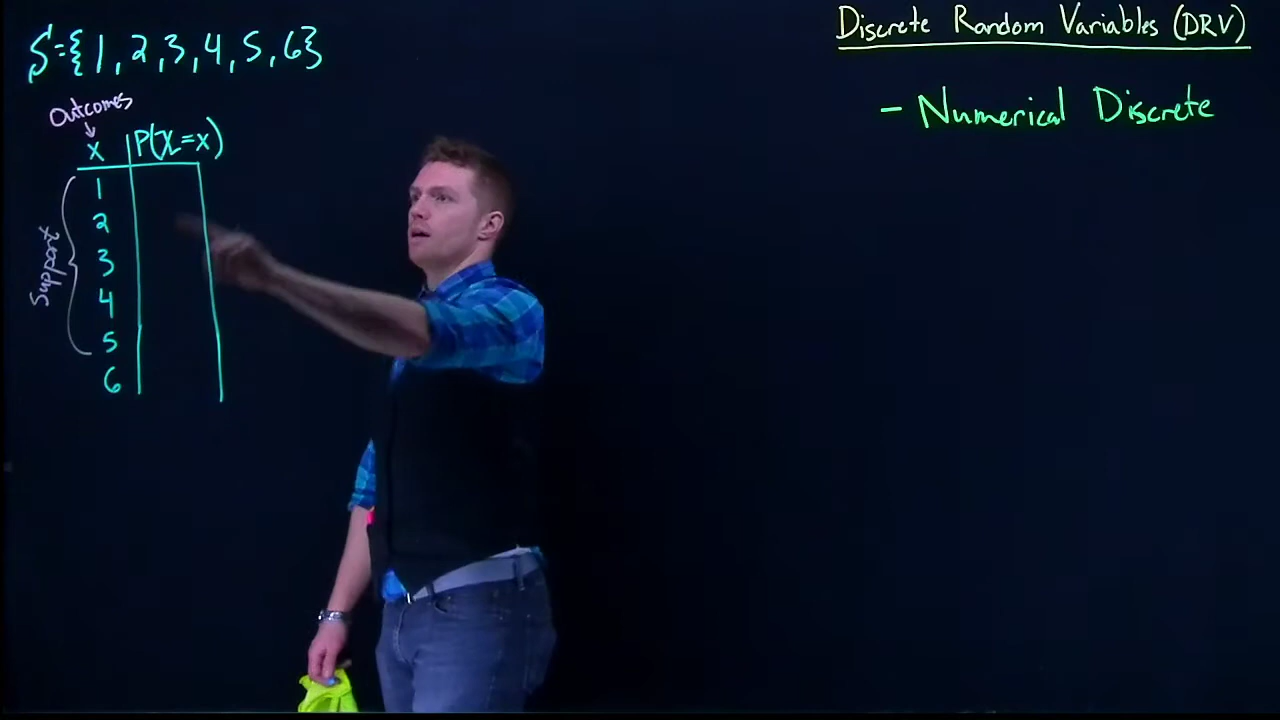 S={1,2,3,4,5,6}
Discrete Random Variables (DRV)
- Numerical Discrete
Outcomes
x P(X=x)
1
2
3
4
5
6
Support